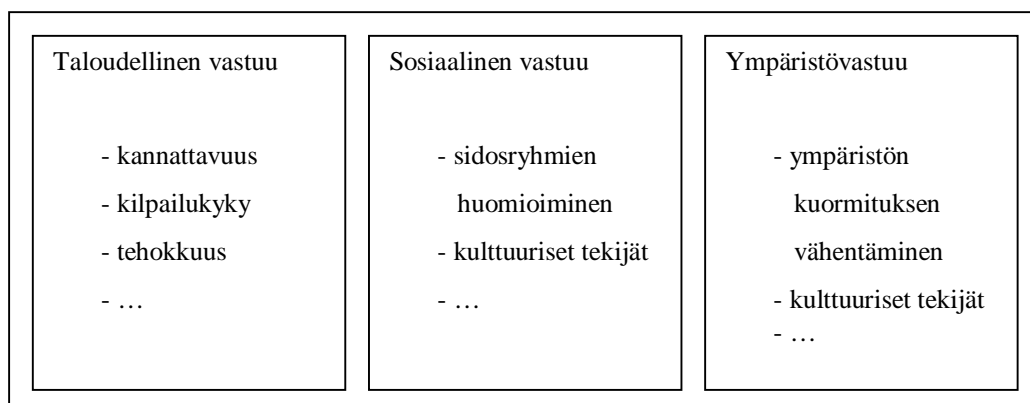 Taloudellinen vastuu
- kannattavuus
- kilpailukyky
- tehokkuus
- …
Sosiaalinen vastuu
- sidosryhmien
huomioiminen
- kulttuuriset tekijät
- …
Ympäristövastuu
- ympäristön
kuormituksen
vähentäminen
- kulttuuriset tekijät
- …